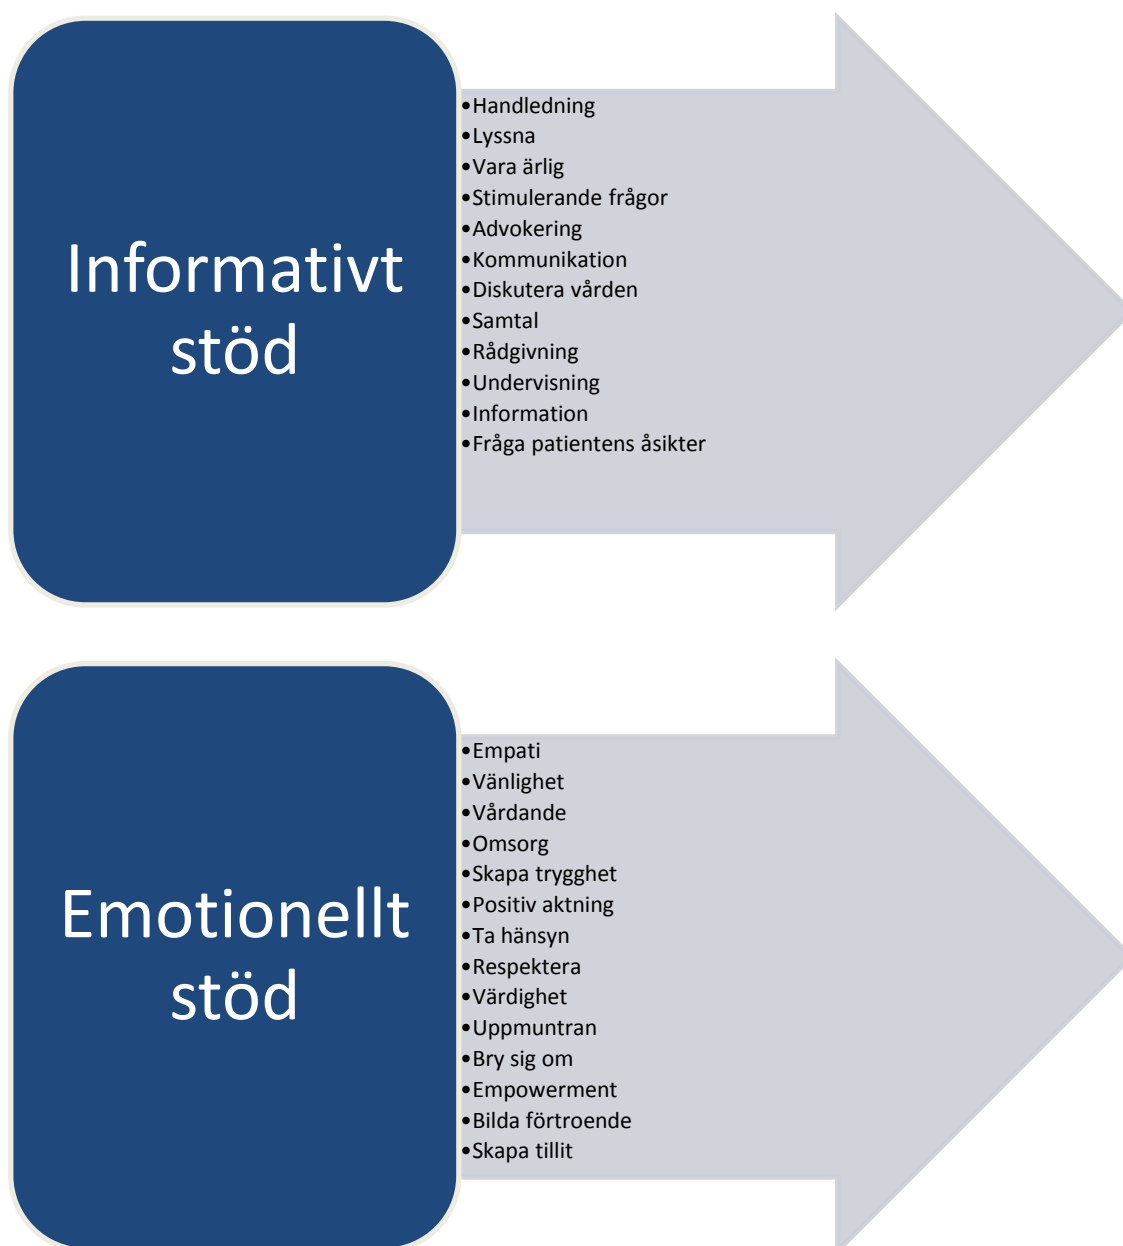 Informativt
stöd
•Handledning
•Lyssna
•Vara ärlig
•Stimulerande frågor
•Advokering
•Kommunikation
•Diskutera vården
•Samtal
•Rådgivning
•Undervisning
•Information
•Fråga patientens åsikter
Emotionellt
stöd
•Empati
•Vänlighet
•Vårdande
•Omsorg
•Skapa trygghet
•Positiv aktning
•Ta hänsyn
•Respektera
•Värdighet
•Uppmuntran
•Bry sig om
•Empowerment
•Bilda förtroende
•Skapa tillit